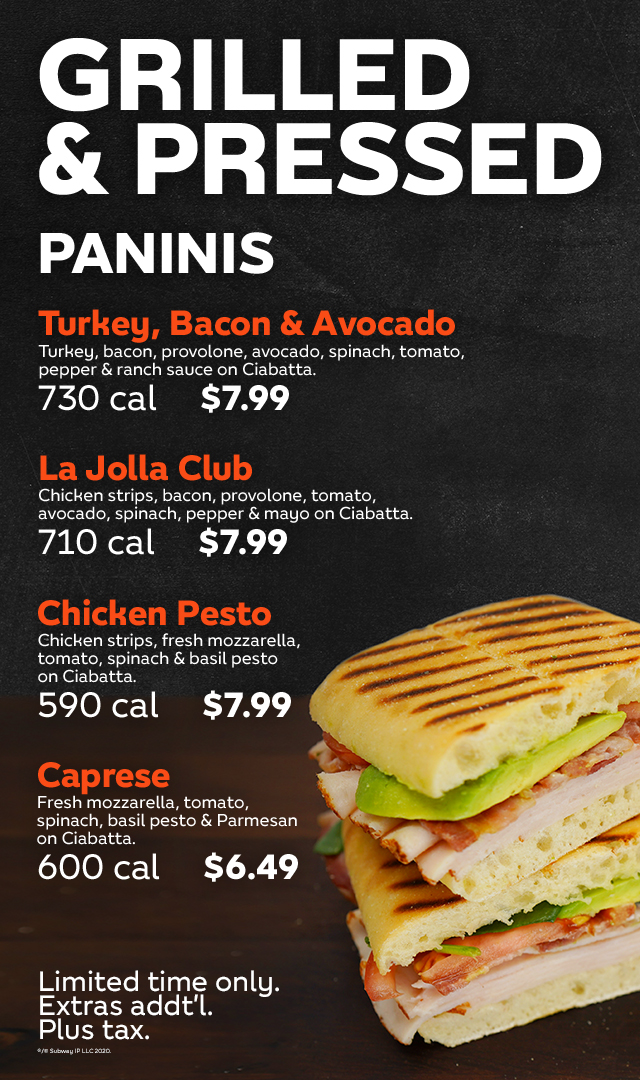 GRILLED
& PRESSED
PANINIS
Turkey, Bacon & Avocado
Turkey, bacon, provolone, avocado, spinach, tomato,
pepper & ranch sauce on Ciabatta.
730 cal $7.99
La Jolla Club
Chicken strips, bacon, provolone, tomato,
avocado, spinach, pepper & mayo on Ciabatta.
710 cal $7.99
Chicken Pesto
Chicken strips, fresh mozzarella,
tomato, spinach & basil pesto
on Ciabatta.
590 cal $7.99
Caprese
Fresh mozzarella, tomato,
spinach, basil pesto & Parmesan
on Ciabatta.
600 cal $6.49
Limited time only.
Extras addt'l.
Plus tax.
©/® Subway IP LLC 2020.